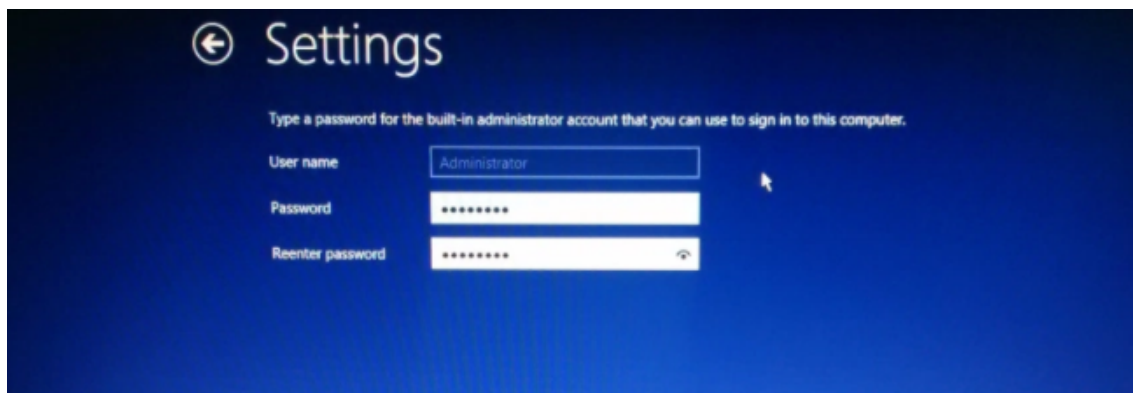 Settings
Type a password for the built-in administrator account that you can use to sign in to this computer.
User name Administrator
Password ••••••••
Reenter password ••••••••